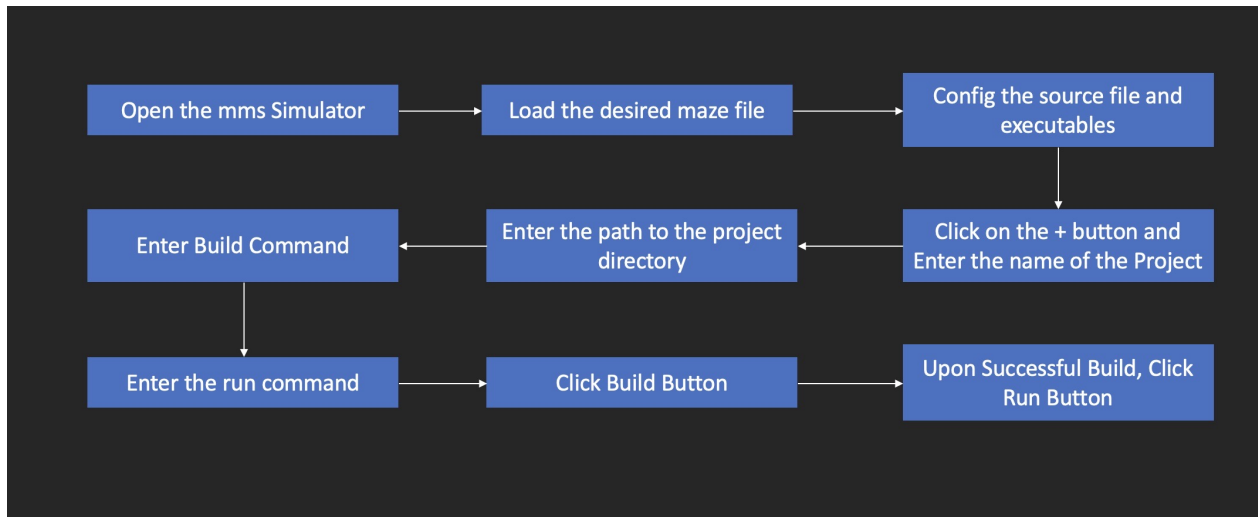 Open the mms Simulator
Load the desired maze file
Config the source file and
executables
Click on the + button and
Enter the name of the Project
Enter the path to the project
directory
Enter Build Command
Enter the run command
Click Build Button
Upon Successful Build, Click
Run Button